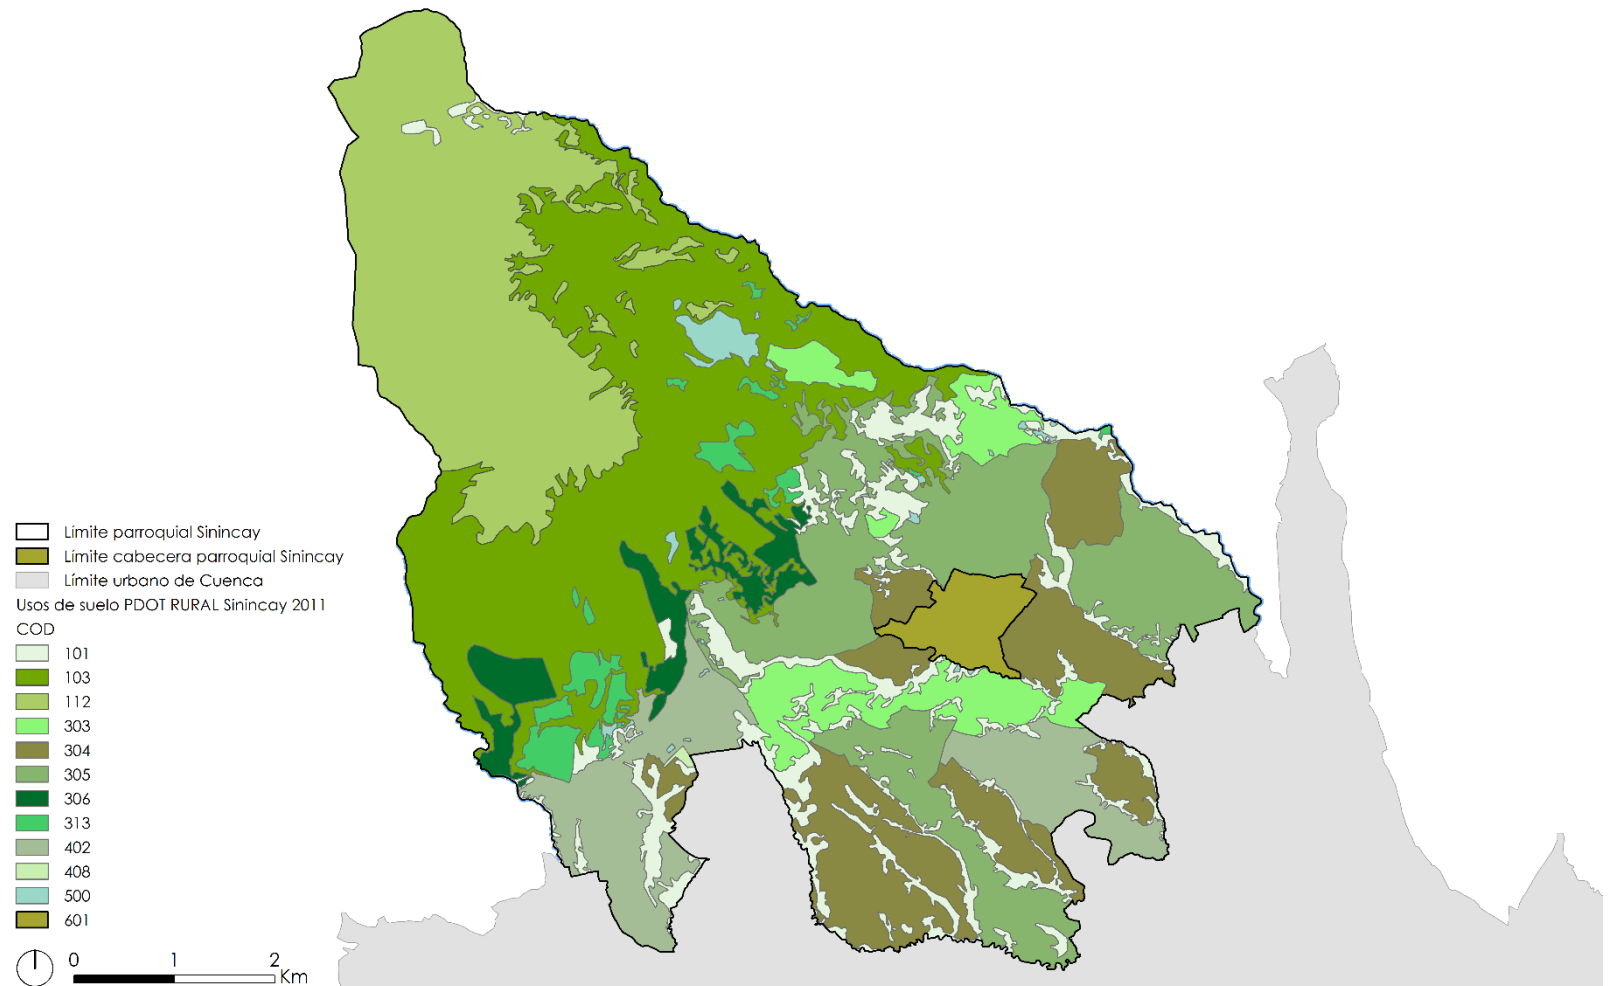 Límite parroquial Sinincay
Límite cabecera parroquial Sinincay
Límite urbano de Cuenca
Usos de suelo PDOT RURAL Sinincay 2011
COD
101
103
112
303
304
305
306
313
402
408
500
601
0 1 2
Km